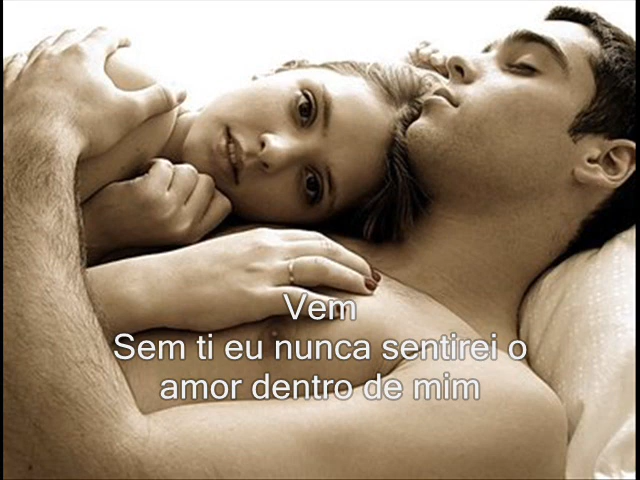 Vem
Sem ti eu nunca sentirei o
amor dentro de mim